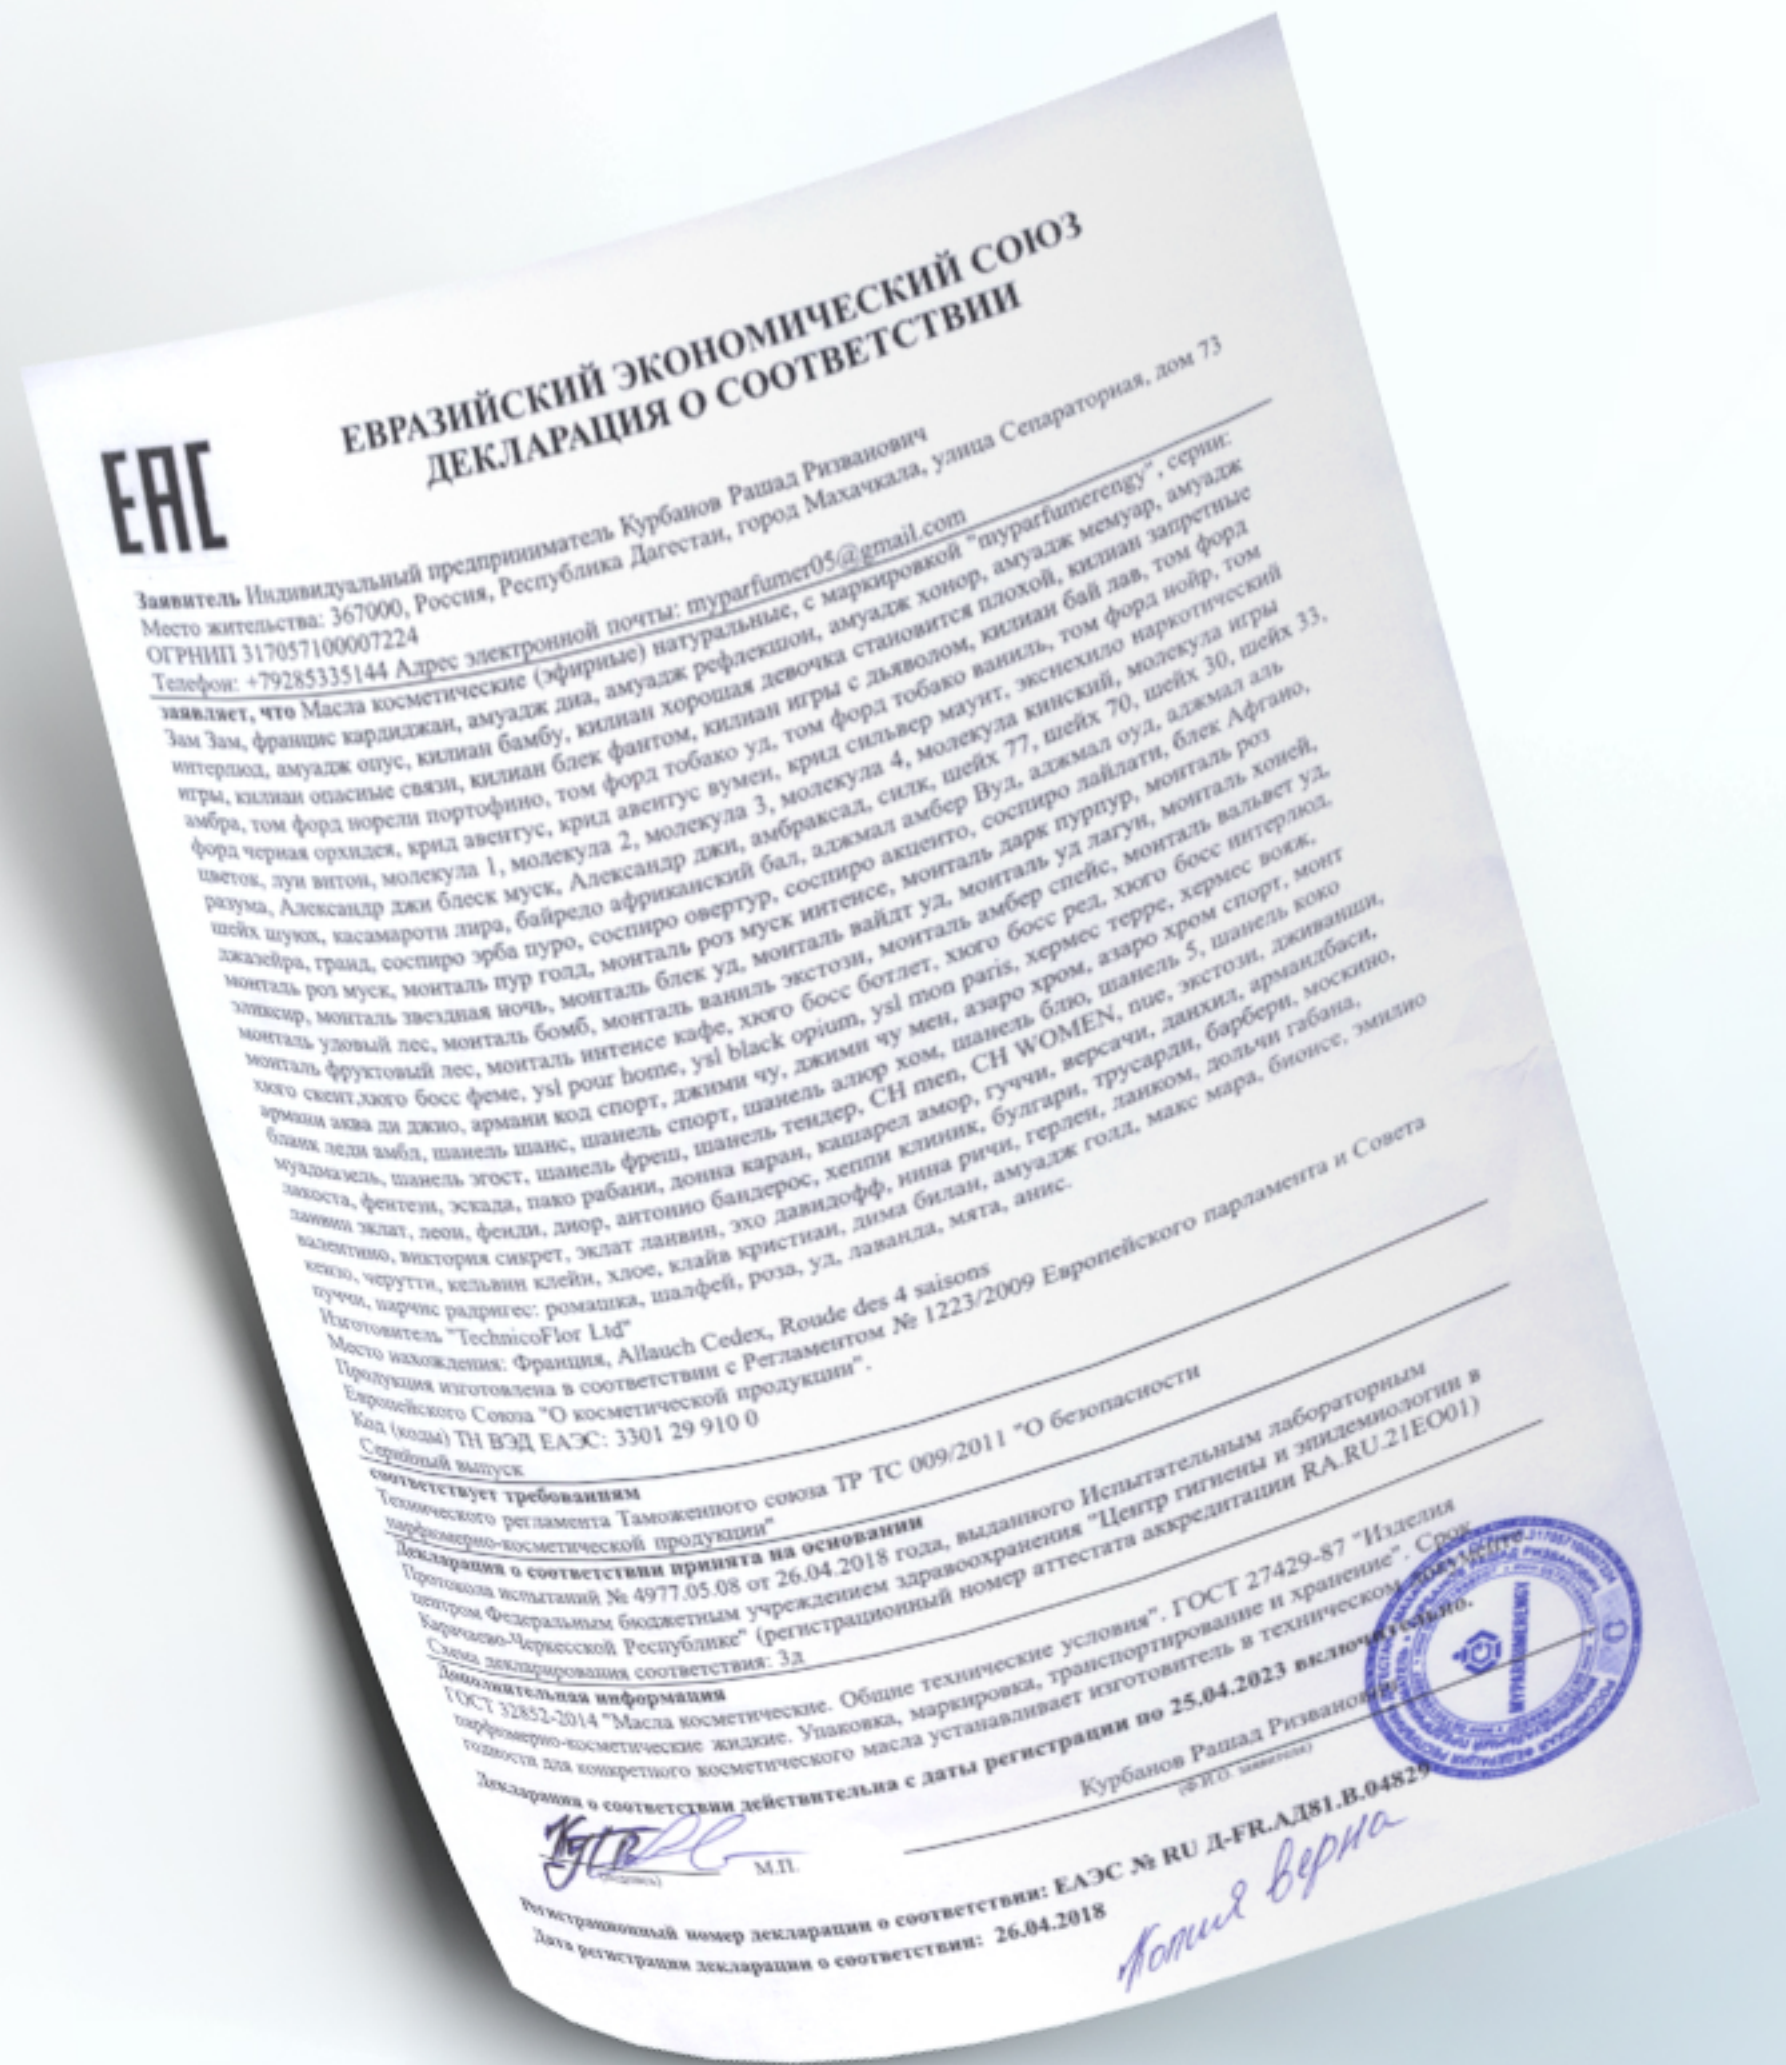 ЕВРАЗИЙСКИЙ ЭКОНОМИЧЕСКИЙ СОЮЗ
ДЕКЛАРАЦИЯ О СООТВЕТСТВИИ
ЕАС
Заявитель Индивидуальный предприниматель Курбанов Рашад Ризванович
Место жительства: 367000, Россия, Республика Дагестан, город Махачкала, улица Сепараторная, дом 73
ОГРНИП 317057100007224
Телефон: +79285335144 Адрес электронной почты: myparfumer05@gmail.com
заявляет, что Масла косметические (эфирные) натуральные, с маркировкой "myparfumerengy", серии:
Зам Зам, францис кардиджан, амуадж диа, амуадж рефлекшон, амуадж хонор, амуадж мемуар, амуадж
интерлюд, амуадж опус, килиан бамбу, килиан хорошая девочка становится плохой, килиан запретные
игры, килиан опасные связи, килиан блек фантом, килиан игры с дьяволом, килиан бай лав, том форд
амбра, том форд нероли портофино, том форд тобако уд, том форд тобако ваниль, том форд нойр, том
форд черная орхидея, крид авентус, крид авентус вумен, крид сильвер маунт, экснехило наркотический
цветок, луи витон, молекула 1, молекула 2, молекула 3, молекула 4, молекула кинский, молекула игры
разума, Александр джи блеск муск, Александр джи, амбраксал, силк, шейх 77, шейх 70, шейх 30, шейх 33,
шейх шуюх, касамароти лира, байредо африканский бал, аджмал амбер Вуд, аджмал оуд, аджмал аль
джазейра, гранд, соспиро эрба пуро, соспиро овертур, соспиро акценто, соспиро лайлати, блек Афгано,
монталь роз муск, монталь пур голд, монталь роз муск интенсе, монталь дарк пурпур, монталь роз
эликсир, монталь звездная ночь, монталь блек уд, монталь вайдт уд, монталь уд лагун, монталь хоней,
монталь удовый лес, монталь бомб, монталь ваниль экстози, монталь амбер спейс, монталь вальвет уд,
монталь фруктовый лес, монталь интенсе кафе, хюго босс ботлет, хюго босс ред, хюго босс интерлюд,
хюго скент,хюго босс феме, ysl pour home, ysl black opium, ysl mon paris, хермес терре, хермес вояж,
армани аква ди джио, армани код спорт, джими чу, джими чу мен, азаро хром, азаро хром спорт, монт
бланк леди амбл, шанель шанс, шанель спорт, шанель алюр хом, шанель блю, шанель 5, шанель коко
муадмазель, шанель эгост, шанель фреш, шанель тендер, CH men, CH WOMEN, пие, экстози, дживанши,
лакоста, фентези, эскада, пако рабани, донна каран, кашарел амор, гуччи, версачи, данхил, армандбаси,
ланвин эклат, леон, фенди, диор, антонио бандерос, хеппи клиник, булгари, трусарди, барбери, москино,
валентино, виктория сикрет, эклат ланвин, эхо давидофф, нина ричи, герлен, ланком, дольчи габана,
кензо, черутти, кельвин клейн, хлое, клайв кристиан, дима билан, амуадж голд, макс мара, бионсе, эмилио
пуччи, нарчис радригес: ромашка, шалфей, роза, уд, лаванда, мята, анис.
Изготовитель "TechnicoFlor Ltd"
Место нахождения: Франция, Allauch Cedex, Roude des 4 saisons
Продукция изготовлена в соответствии с Регламентом № 1223/2009 Европейского парламента и Совета
Европейского Союза "О косметической продукции".
Код (коды) ТН ВЭД ЕАЭС: 3301 29 910 0
Серийный выпуск
соответствует требованиям
Технического регламента Таможенного союза ТР ТС 009/2011 "О безопасности
парфюмерно-косметической продукции"
Декларация о соответствии принята на основании
Протокола испытаний № 4977.05.08 от 26.04.2018 года, выданного Испытательным лабораторным
центром Федеральным бюджетным учреждением здравоохранения "Центр гигиены и эпидемиологии в
Карачаево-Черкесской Республике" (регистрационный номер аттестата аккредитации RA.RU.21EO01)
Схема декларирования соответствия: 3д
Дополнительная информация
ГОСТ 32852-2014 "Масла косметические. Общие технические условия". ГОСТ 27429-87 "Изделия
парфюмерно-косметические жидкие. Упаковка, маркировка, транспортирование и хранение". Срок
годности для конкретного косметического масла устанавливает изготовитель в техническом документе
Декларация о соответствии действительна с даты регистрации по 25.04.2023 включительно.
Курбанов Рашад Ризванович
(Ф.И.О. заявителя)
(подпись)
М.П.
MYPARFUMERENGY
Регистрационный номер декларации о соответствии: ЕАЭС № RU Д-FR.АД81.В.04829
Дата регистрации декларации о соответствии: 26.04.2018
Копия верна